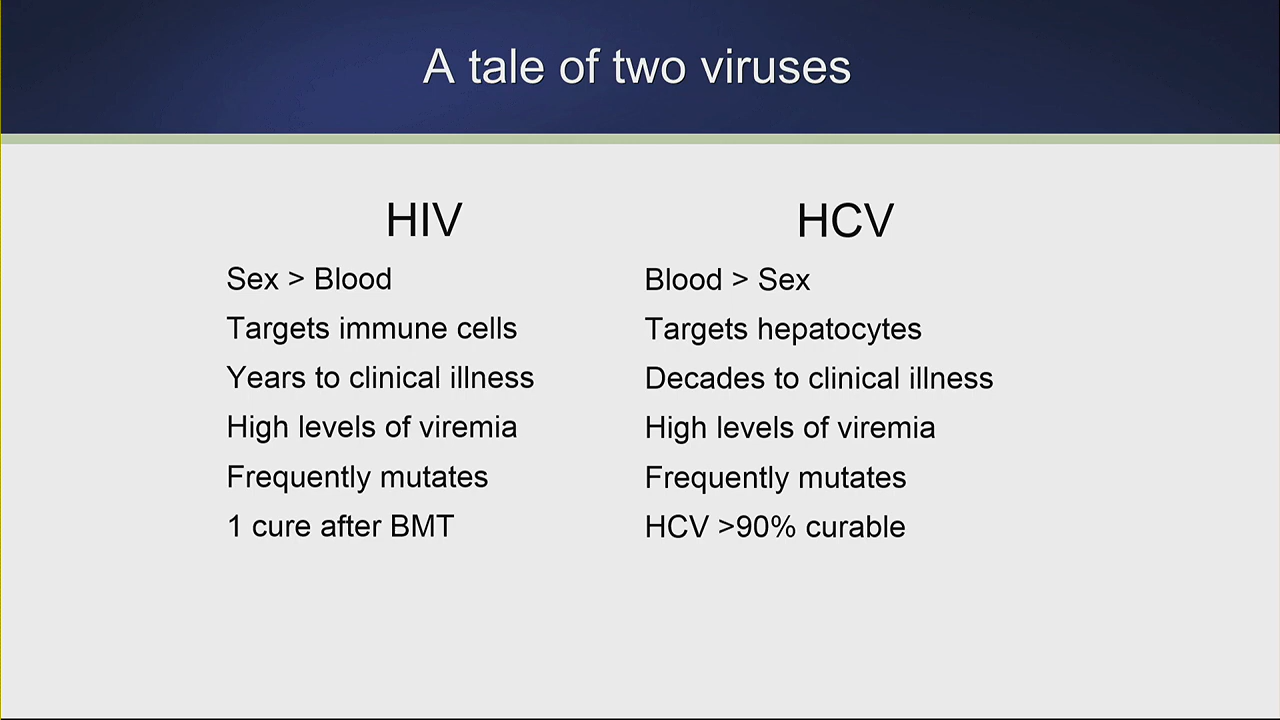 A tale of two viruses
HIV
Sex > Blood
Targets immune cells
Years to clinical illness
High levels of viremia
Frequently mutates
1 cure after BMT
HCV
Blood > Sex
Targets hepatocytes
Decades to clinical illness
High levels of viremia
Frequently mutates
HCV >90% curable